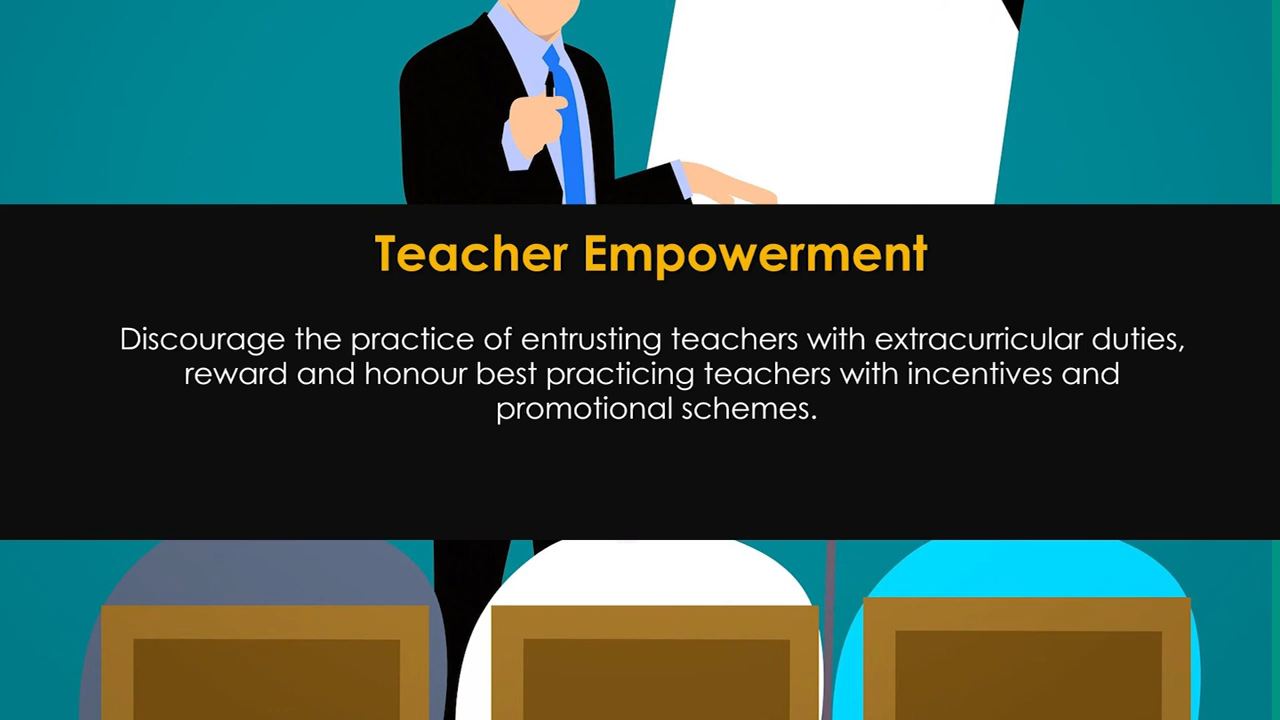 Teacher Empowerment
Discourage the practice of entrusting teachers with extracurricular duties,
reward and honour best practicing teachers with incentives and
promotional schemes.